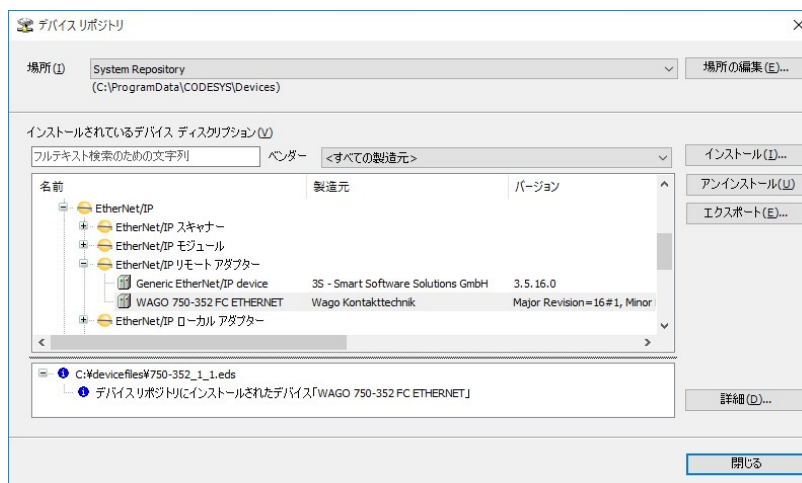 デバイス リポジトリ
場所(I) System Repository 場所の編集(E)...
(C:\ProgramData\CODESYS\Devices)
インストールされているデバイス ディスクリプション(V)
フルテキスト検索のための文字列 ベンダー <すべての製造元> インストール(I)...
名前 製造元 バージョン アンインストール(U)
EtherNet/IP エクスポート(E)...
EtherNet/IP スキャナー
EtherNet/IP モジュール
EtherNet/IP リモート アダプター
Generic EtherNet/IP device 3S - Smart Software Solutions GmbH 3.5.16.0
WAGO 750-352 FC ETHERNET Wago Kontakttechnik Major Revision=16#1, Minor
EtherNet/IP ローカル アダプター
C:¥devicefiles¥750-352_1_1.eds
デバイス リポジトリにインストールされたデバイス「WAGO 750-352 FC ETHERNET」
詳細(D)...
閉じる